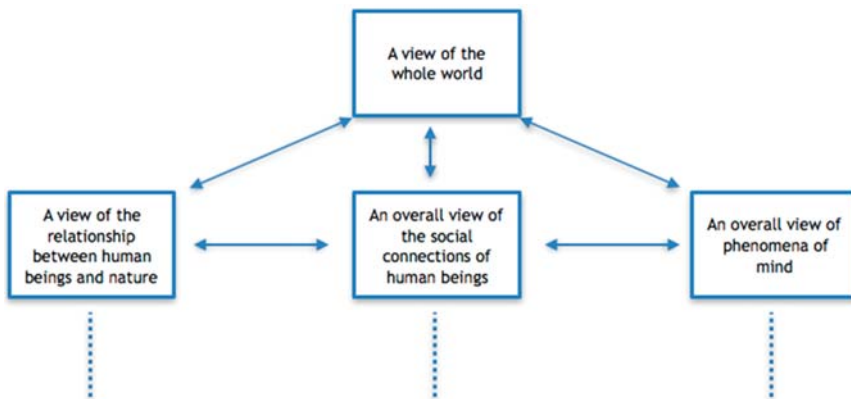 A view of the
whole world
A view of the
relationship
between human
beings and nature
An overall view of
the social
connections of
human beings
An overall view of
phenomena of
mind